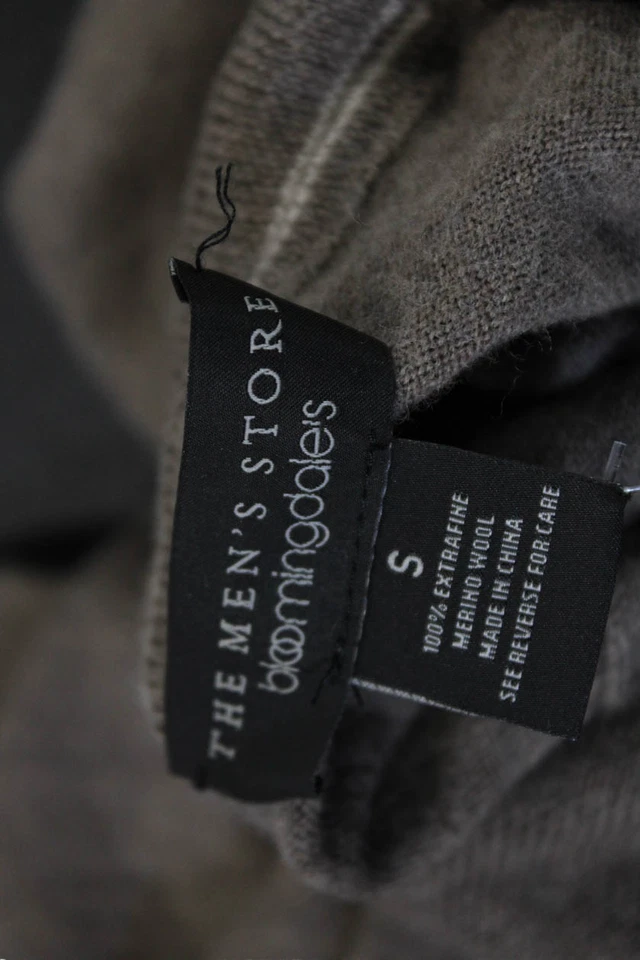 THE MEN'S STORE
bloomingdale's
S
100% EXTRAFINE
MERINO WOOL
MADE IN CHINA
SEE REVERSE FOR CARE